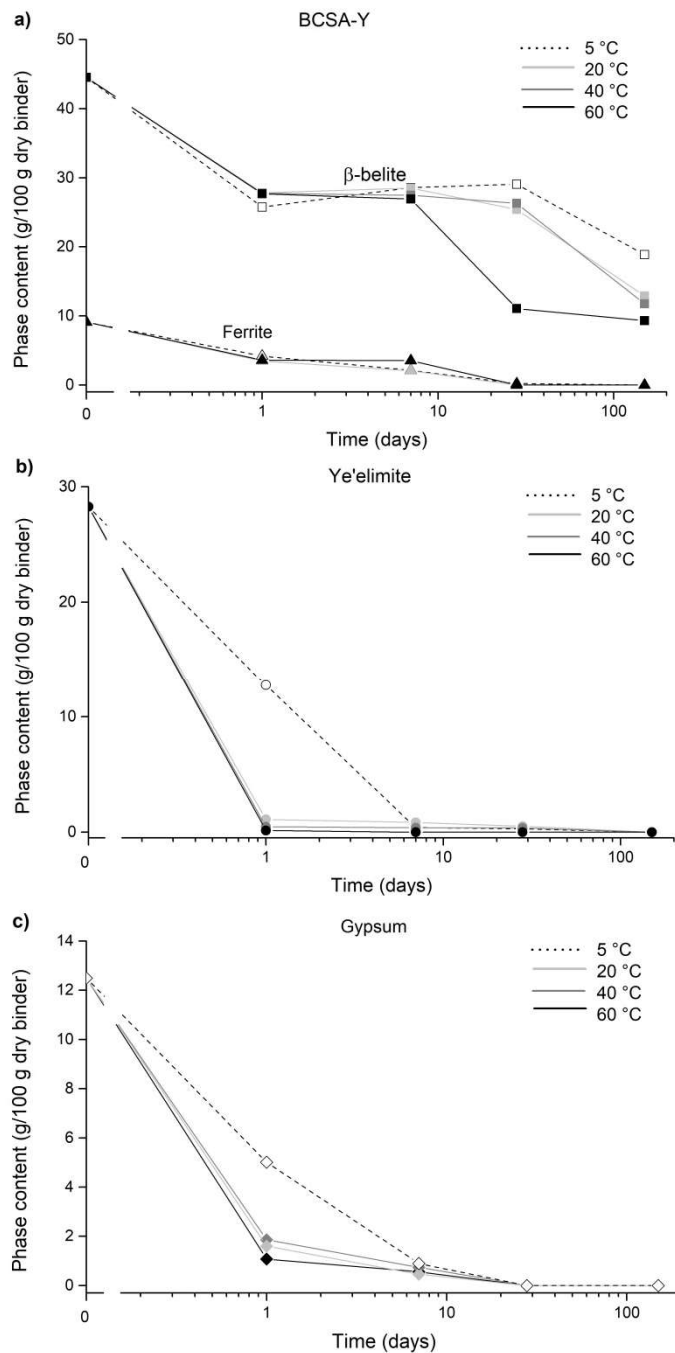 a)
BCSA-Y
5 °C
20 °C
40 °C
60 °C
Phase content (g/100 g dry binder)
50
40
30
20
10
0
β-belite
Ferrite
0 1 10 100
Time (days)
b)
Ye'elimite
5 °C
20 °C
40 °C
60 °C
Phase content (g/100 g dry binder)
30
20
10
0
0 1 10 100
Time (days)
c)
Gypsum
5 °C
20 °C
40 °C
60 °C
Phase content (g/100 g dry binder)
14
12
10
8
6
4
2
0
0 1 10 100
Time (days)